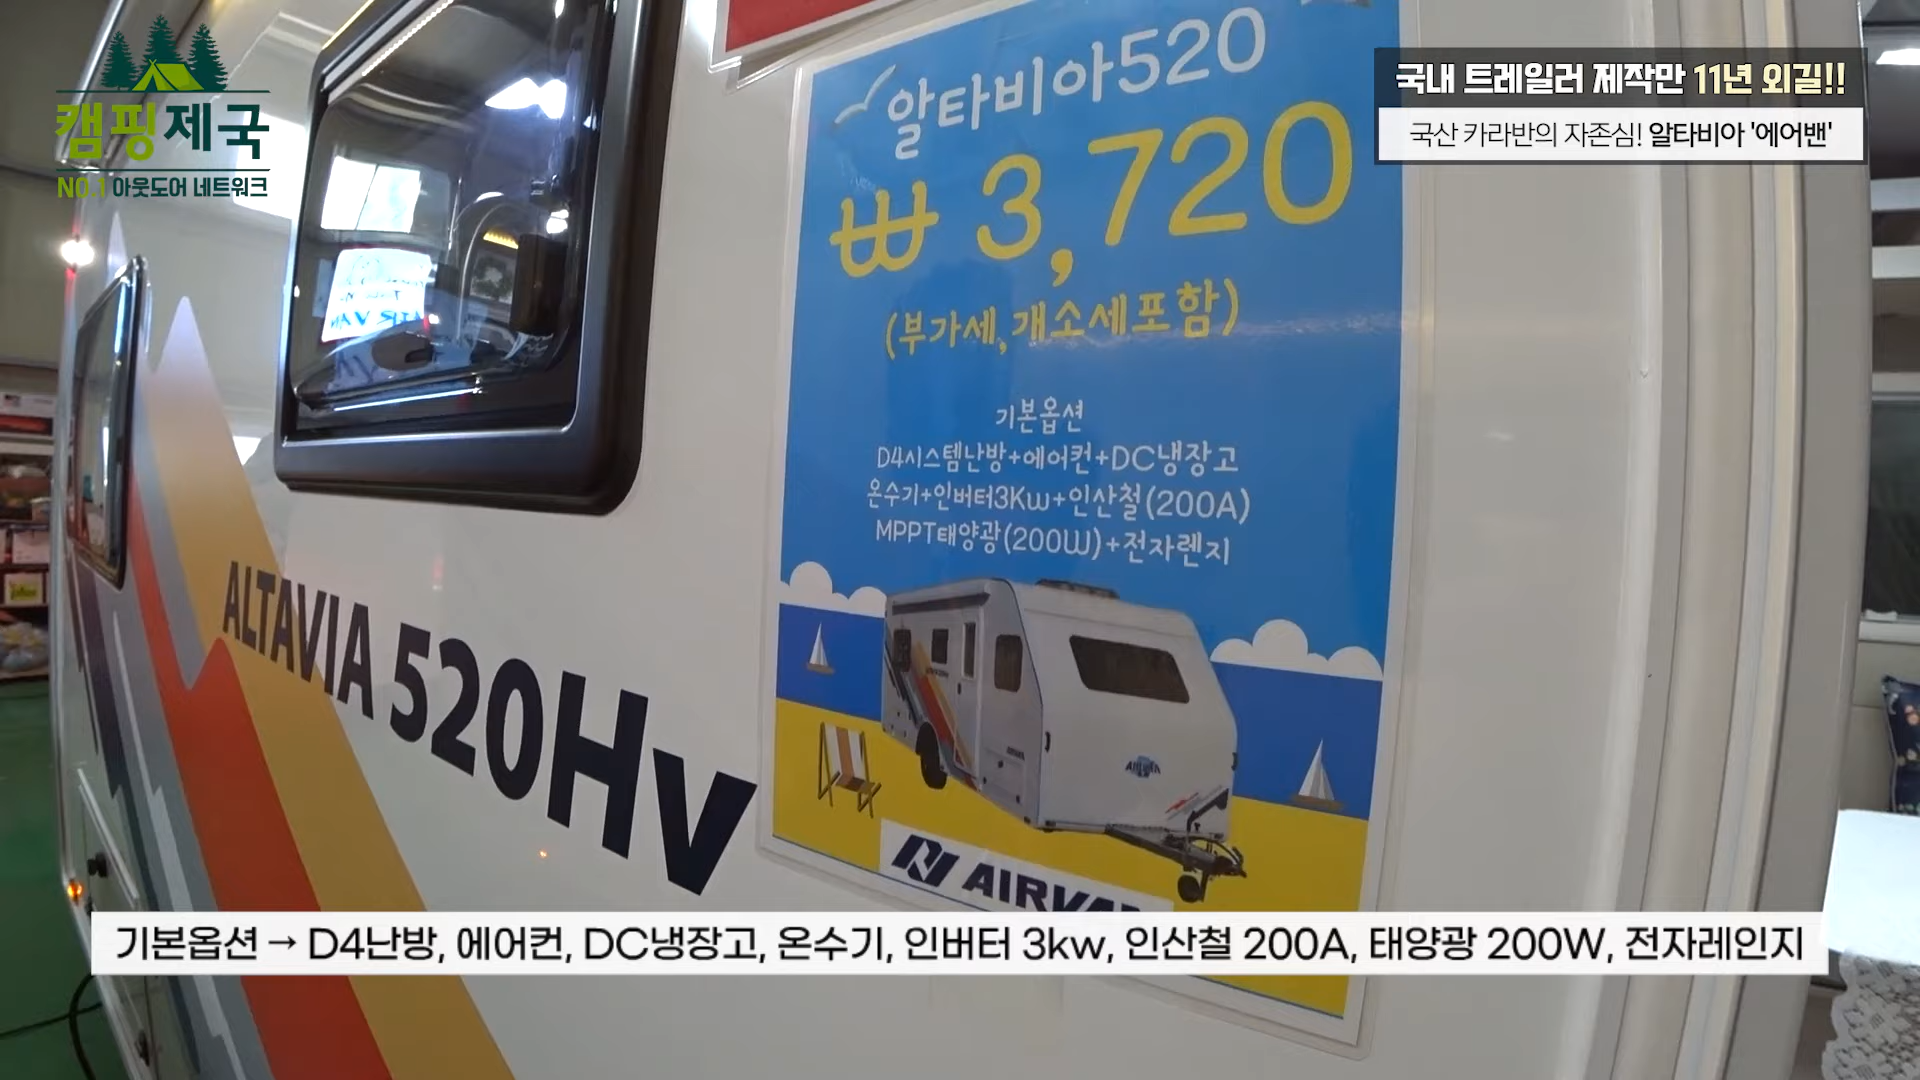 캠핑제국
NO.1 아웃도어 네트워크
국내 트레일러 제작만 11년 외길!!
국산 카라반의 자존심! 알타비아 '에어밴'
알타비아520
₩ 3,720
(부가세,개소세포함)
기본옵션
D4시스템난방+에어컨+DC냉장고
온수기+인버터3Kw+인산철(200A)
MPPT태양광(200W)+전자렌지
AIRVAN
ALTAVIA 520HV
기본옵션 → D4난방, 에어컨, DC냉장고, 온수기, 인버터 3kw, 인산철 200A, 태양광 200W, 전자레인지